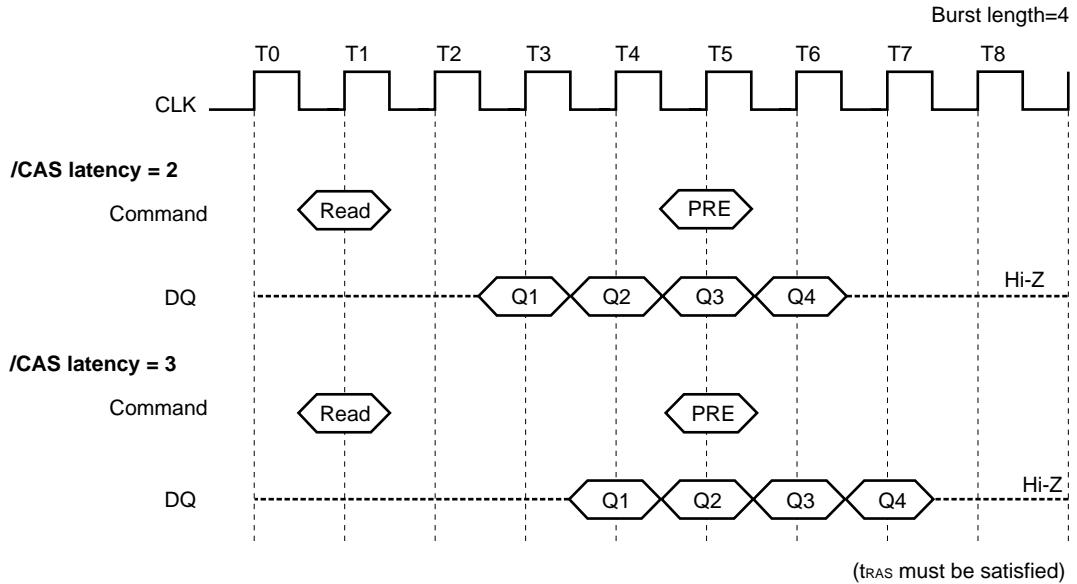 Burst length=4
T0 T1 T2 T3 T4 T5 T6 T7 T8
CLK
/CAS latency = 2
Command Read PRE
DQ Q1 Q2 Q3 Q4 Hi-Z
/CAS latency = 3
Command Read PRE
DQ Q1 Q2 Q3 Q4 Hi-Z
(tRAS must be satisfied)